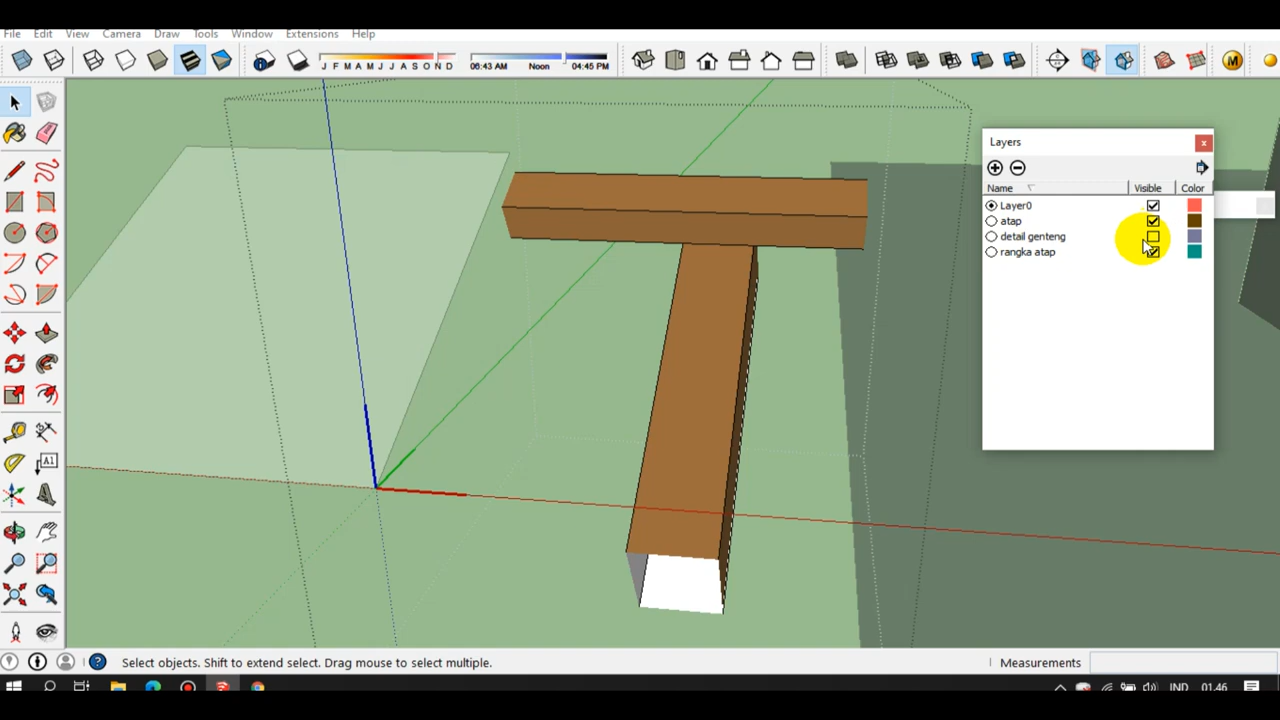 File Edit View Camera Draw Tools Window Extensions Help
J F M A M J J A S O N D 06:43 AM Noon 04:45 PM
M
Layers
x
Name Visible Color
Layer0
atap
detail genteng
rangka atap
A1
Select objects. Shift to extend select. Drag mouse to select multiple.
Measurements
IND 01.46